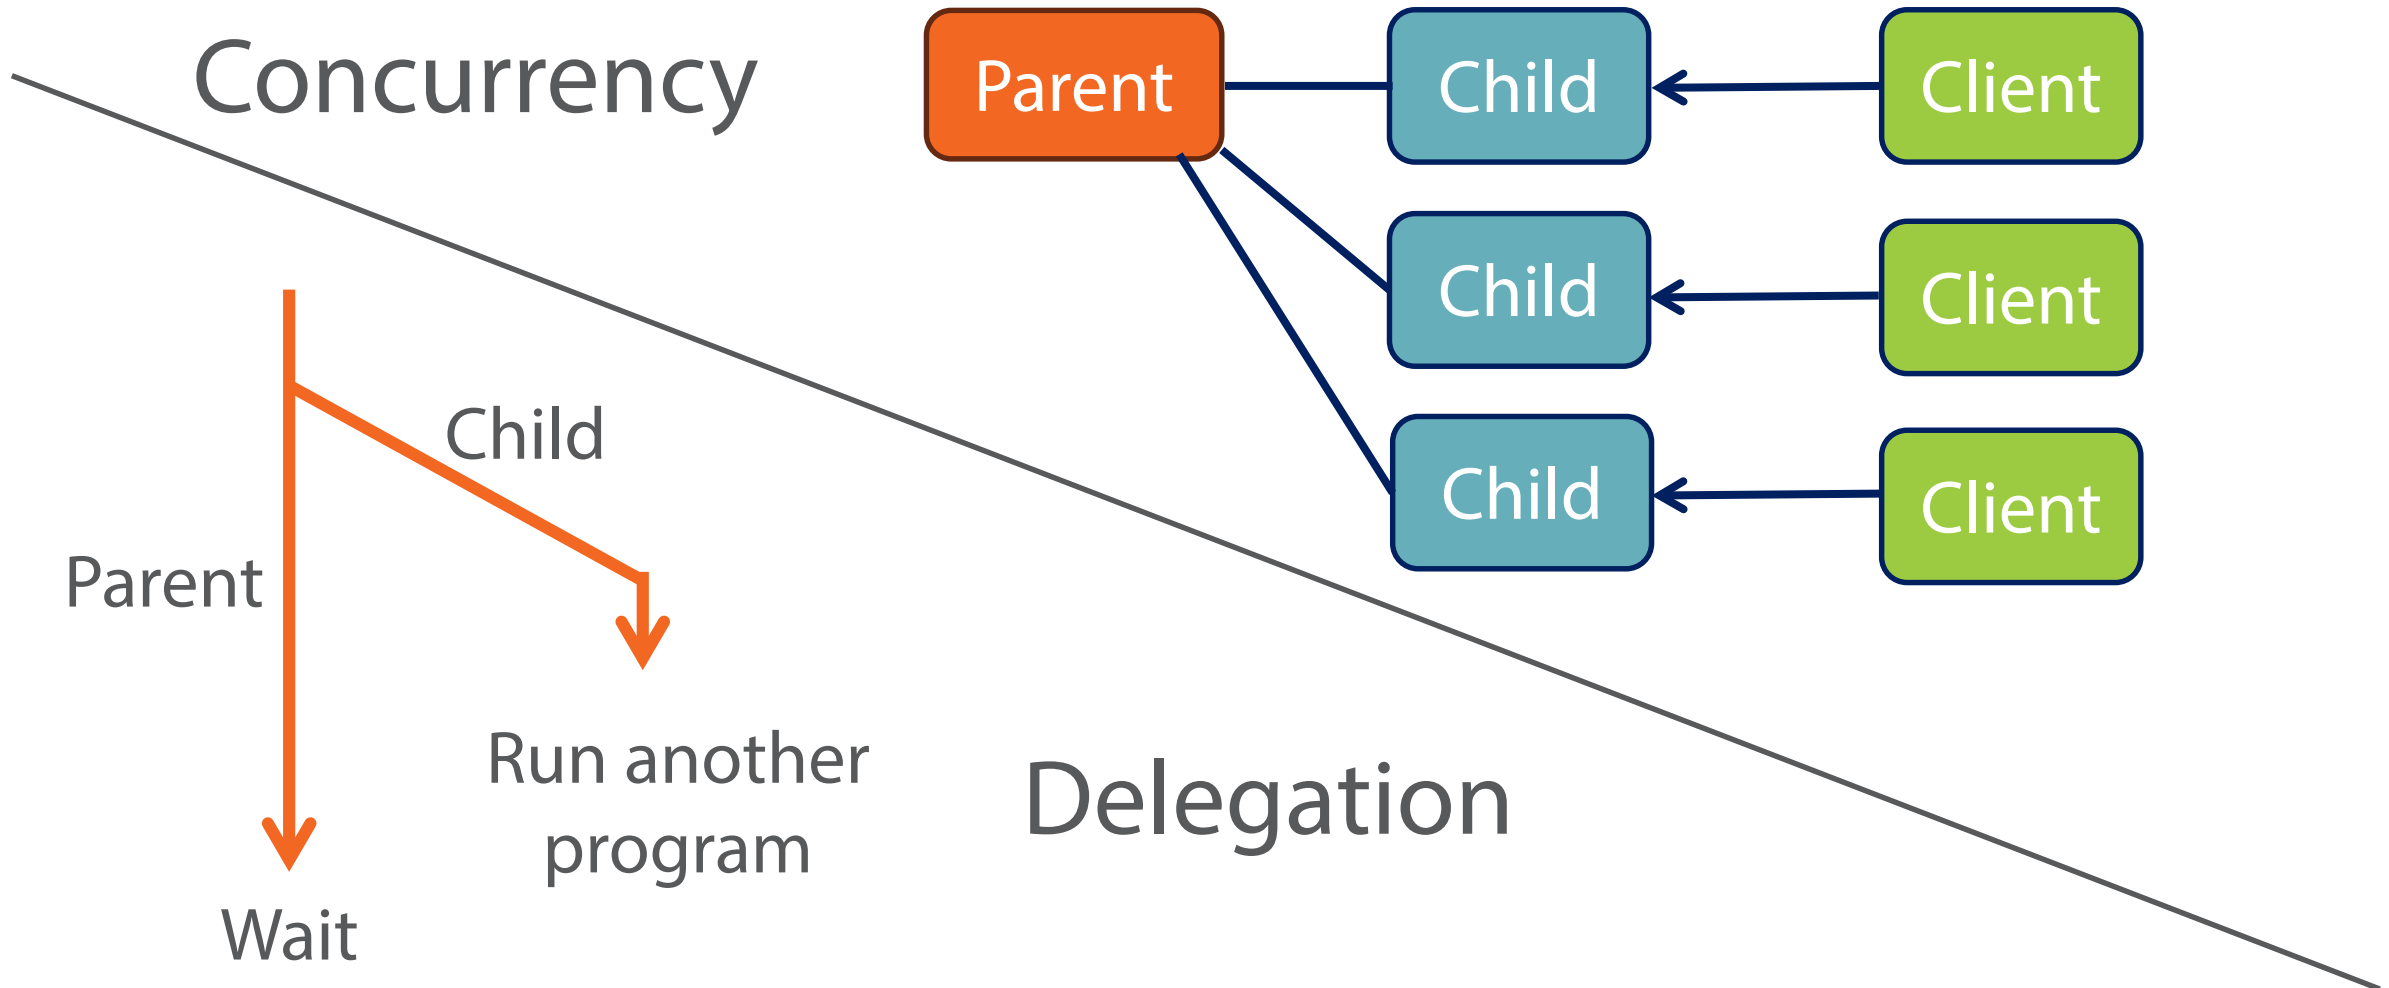 Concurrency
Parent
Child
Client
Child
Client
Child
Client
Child
Parent
Run another
program
Wait
Delegation